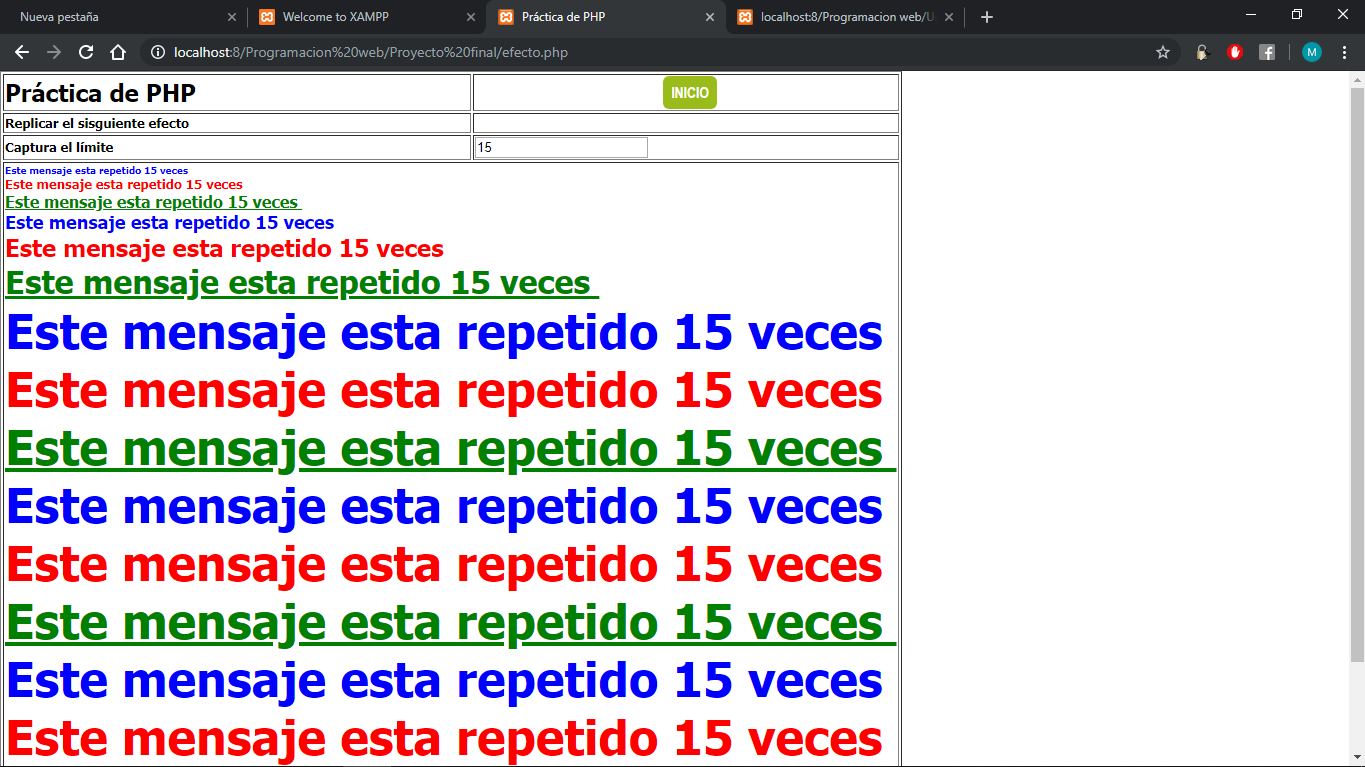 Nueva pestaña
Welcome to XAMPP
Práctica de PHP
localhost:8/Programacion web/U
localhost:8/Programacion%20web/Proyecto%20final/efecto.php
M
Práctica de PHP
INICIO
Replicar el sisguiente efecto
Captura el límite
15
Este mensaje esta repetido 15 veces
Este mensaje esta repetido 15 veces
Este mensaje esta repetido 15 veces
Este mensaje esta repetido 15 veces
Este mensaje esta repetido 15 veces
Este mensaje esta repetido 15 veces
Este mensaje esta repetido 15 veces
Este mensaje esta repetido 15 veces
Este mensaje esta repetido 15 veces
Este mensaje esta repetido 15 veces
Este mensaje esta repetido 15 veces
Este mensaje esta repetido 15 veces
Este mensaje esta repetido 15 veces
Este mensaje esta repetido 15 veces